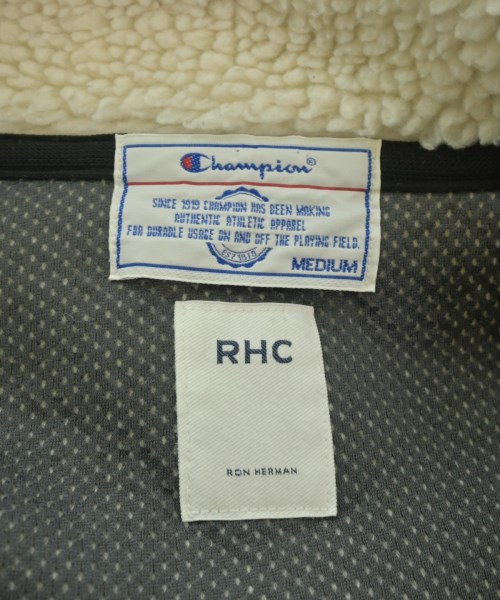 Champion®
SINCE 1919 CHAMPION HAS BEEN MAKING
AUTHENTIC ATHLETIC APPAREL
FOR DURABLE USAGE ON AND OFF THE PLAYING FIELD.
MEDIUM
RHC
RON HERMAN